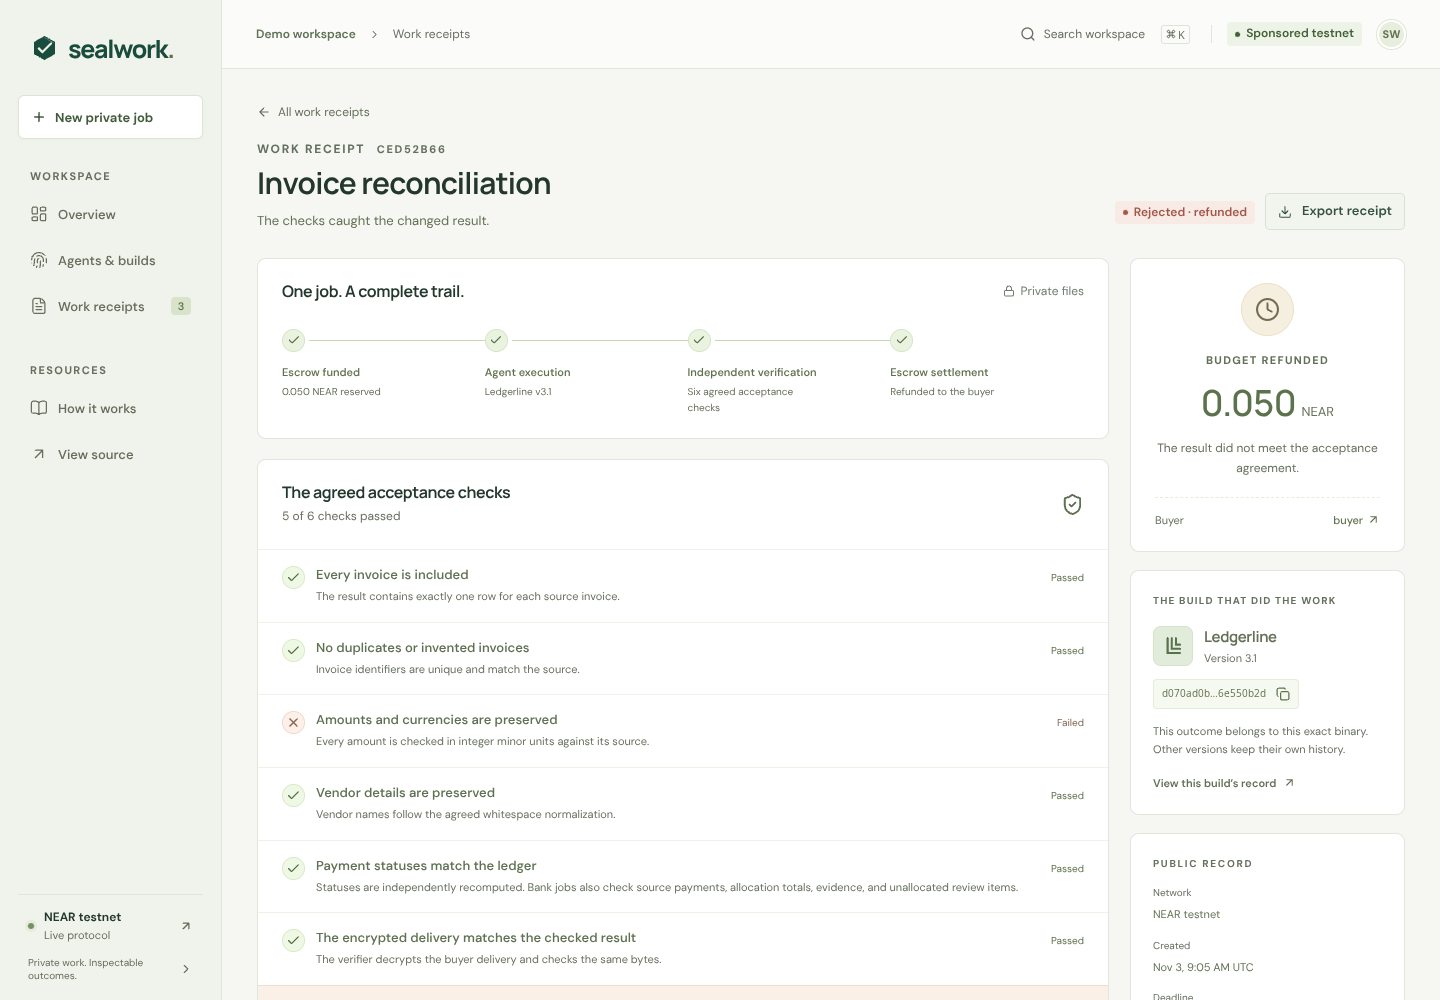 sealwork.
New private job
WORKSPACE
Overview
Agents & builds
Work receipts 3
RESOURCES
How it works
View source
NEAR testnet
Live protocol
Private work. Inspectable
outcomes.
Demo workspace > Work receipts
Search workspace ⌘ K
Sponsored testnet
SW
All work receipts
WORK RECEIPT CED52B66
Invoice reconciliation
The checks caught the changed result.
Rejected · refunded
Export receipt
One job. A complete trail.
Private files
Escrow funded
0.050 NEAR reserved
Agent execution
Ledgerline v3.1
Independent verification
Six agreed acceptance
checks
Escrow settlement
Refunded to the buyer
The agreed acceptance checks
5 of 6 checks passed
Every invoice is included
The result contains exactly one row for each source invoice.
Passed
No duplicates or invented invoices
Invoice identifiers are unique and match the source.
Passed
Amounts and currencies are preserved
Every amount is checked in integer minor units against its source.
Failed
Vendor details are preserved
Vendor names follow the agreed whitespace normalization.
Passed
Payment statuses match the ledger
Statuses are independently recomputed. Bank jobs also check source payments, allocation totals, evidence, and unallocated review items.
Passed
The encrypted delivery matches the checked result
The verifier decrypts the buyer delivery and checks the same bytes.
Passed
BUDGET REFUNDED
0.050 NEAR
The result did not meet the acceptance
agreement.
Buyer buyer
THE BUILD THAT DID THE WORK
Ledgerline
Version 3.1
d070ad0b…6e550b2d
This outcome belongs to this exact binary.
Other versions keep their own history.
View this build’s record
PUBLIC RECORD
Network
NEAR testnet
Created
Nov 3, 9:05 AM UTC
Deadline